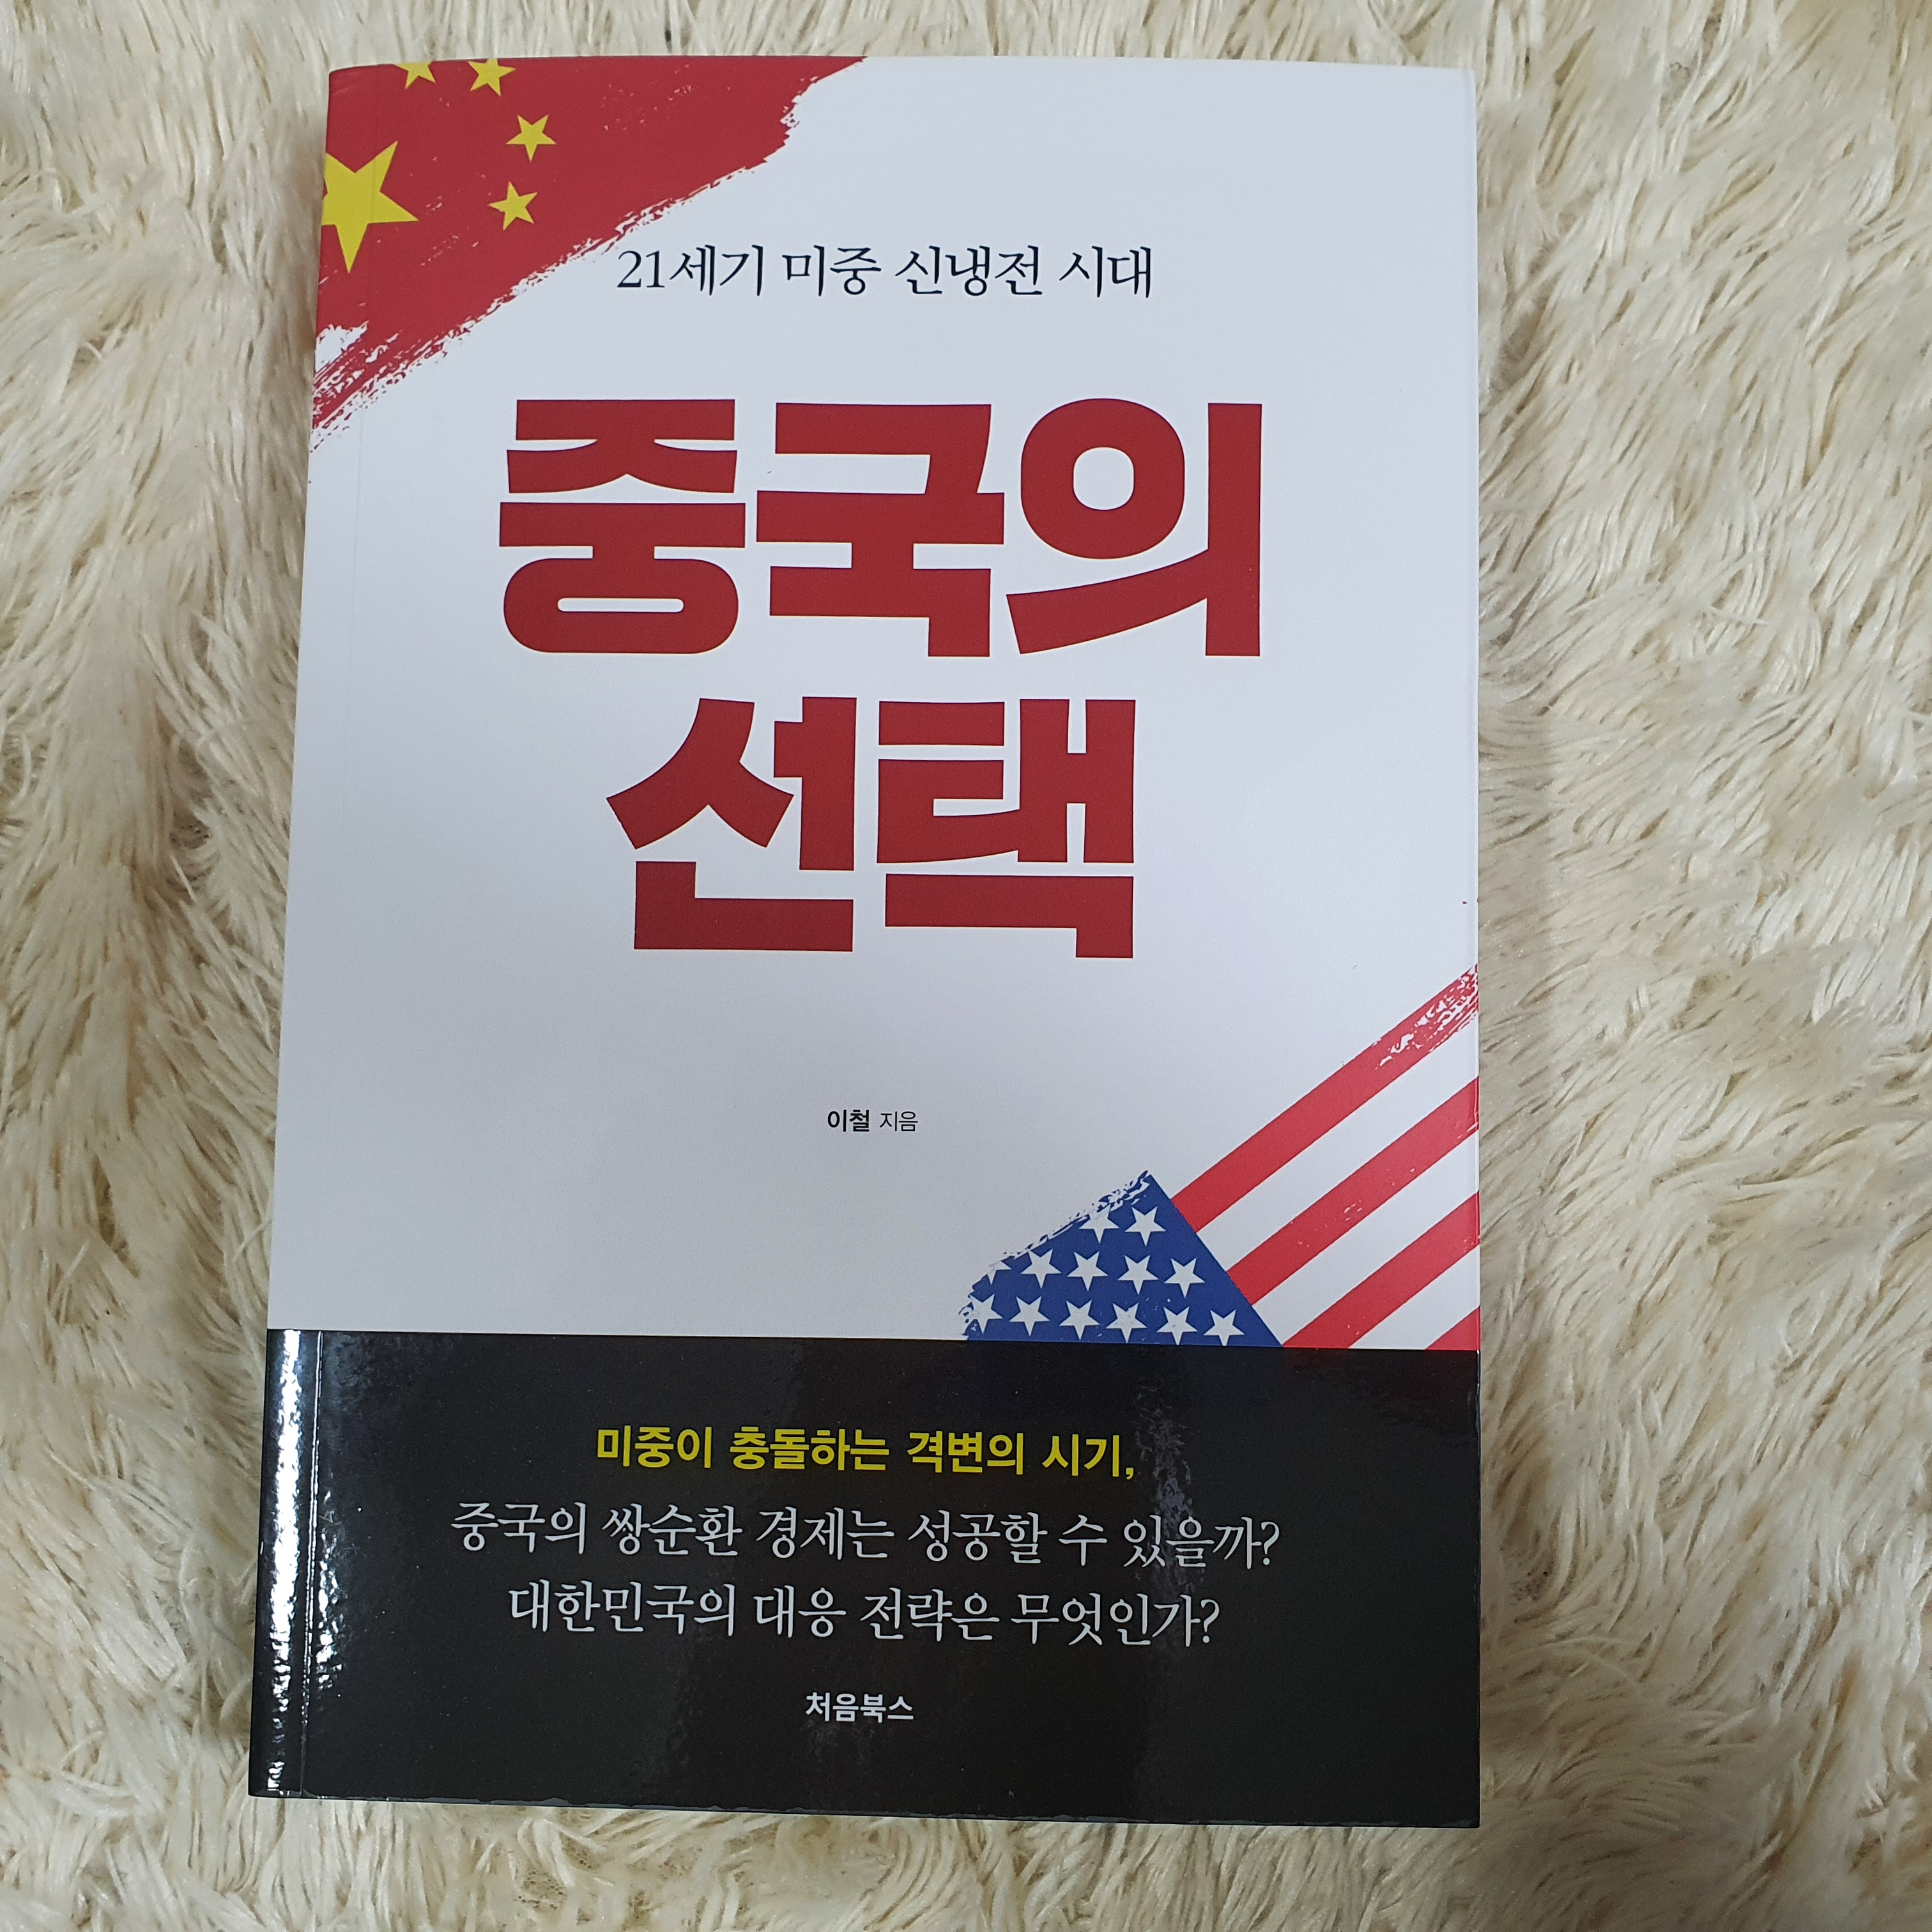 21세기 미중 신냉전 시대
중국의
선택
이철 지음
미중이 충돌하는 격변의 시기,
중국의 쌍순환 경제는 성공할 수 있을까?
대한민국의 대응 전략은 무엇인가?
처음북스